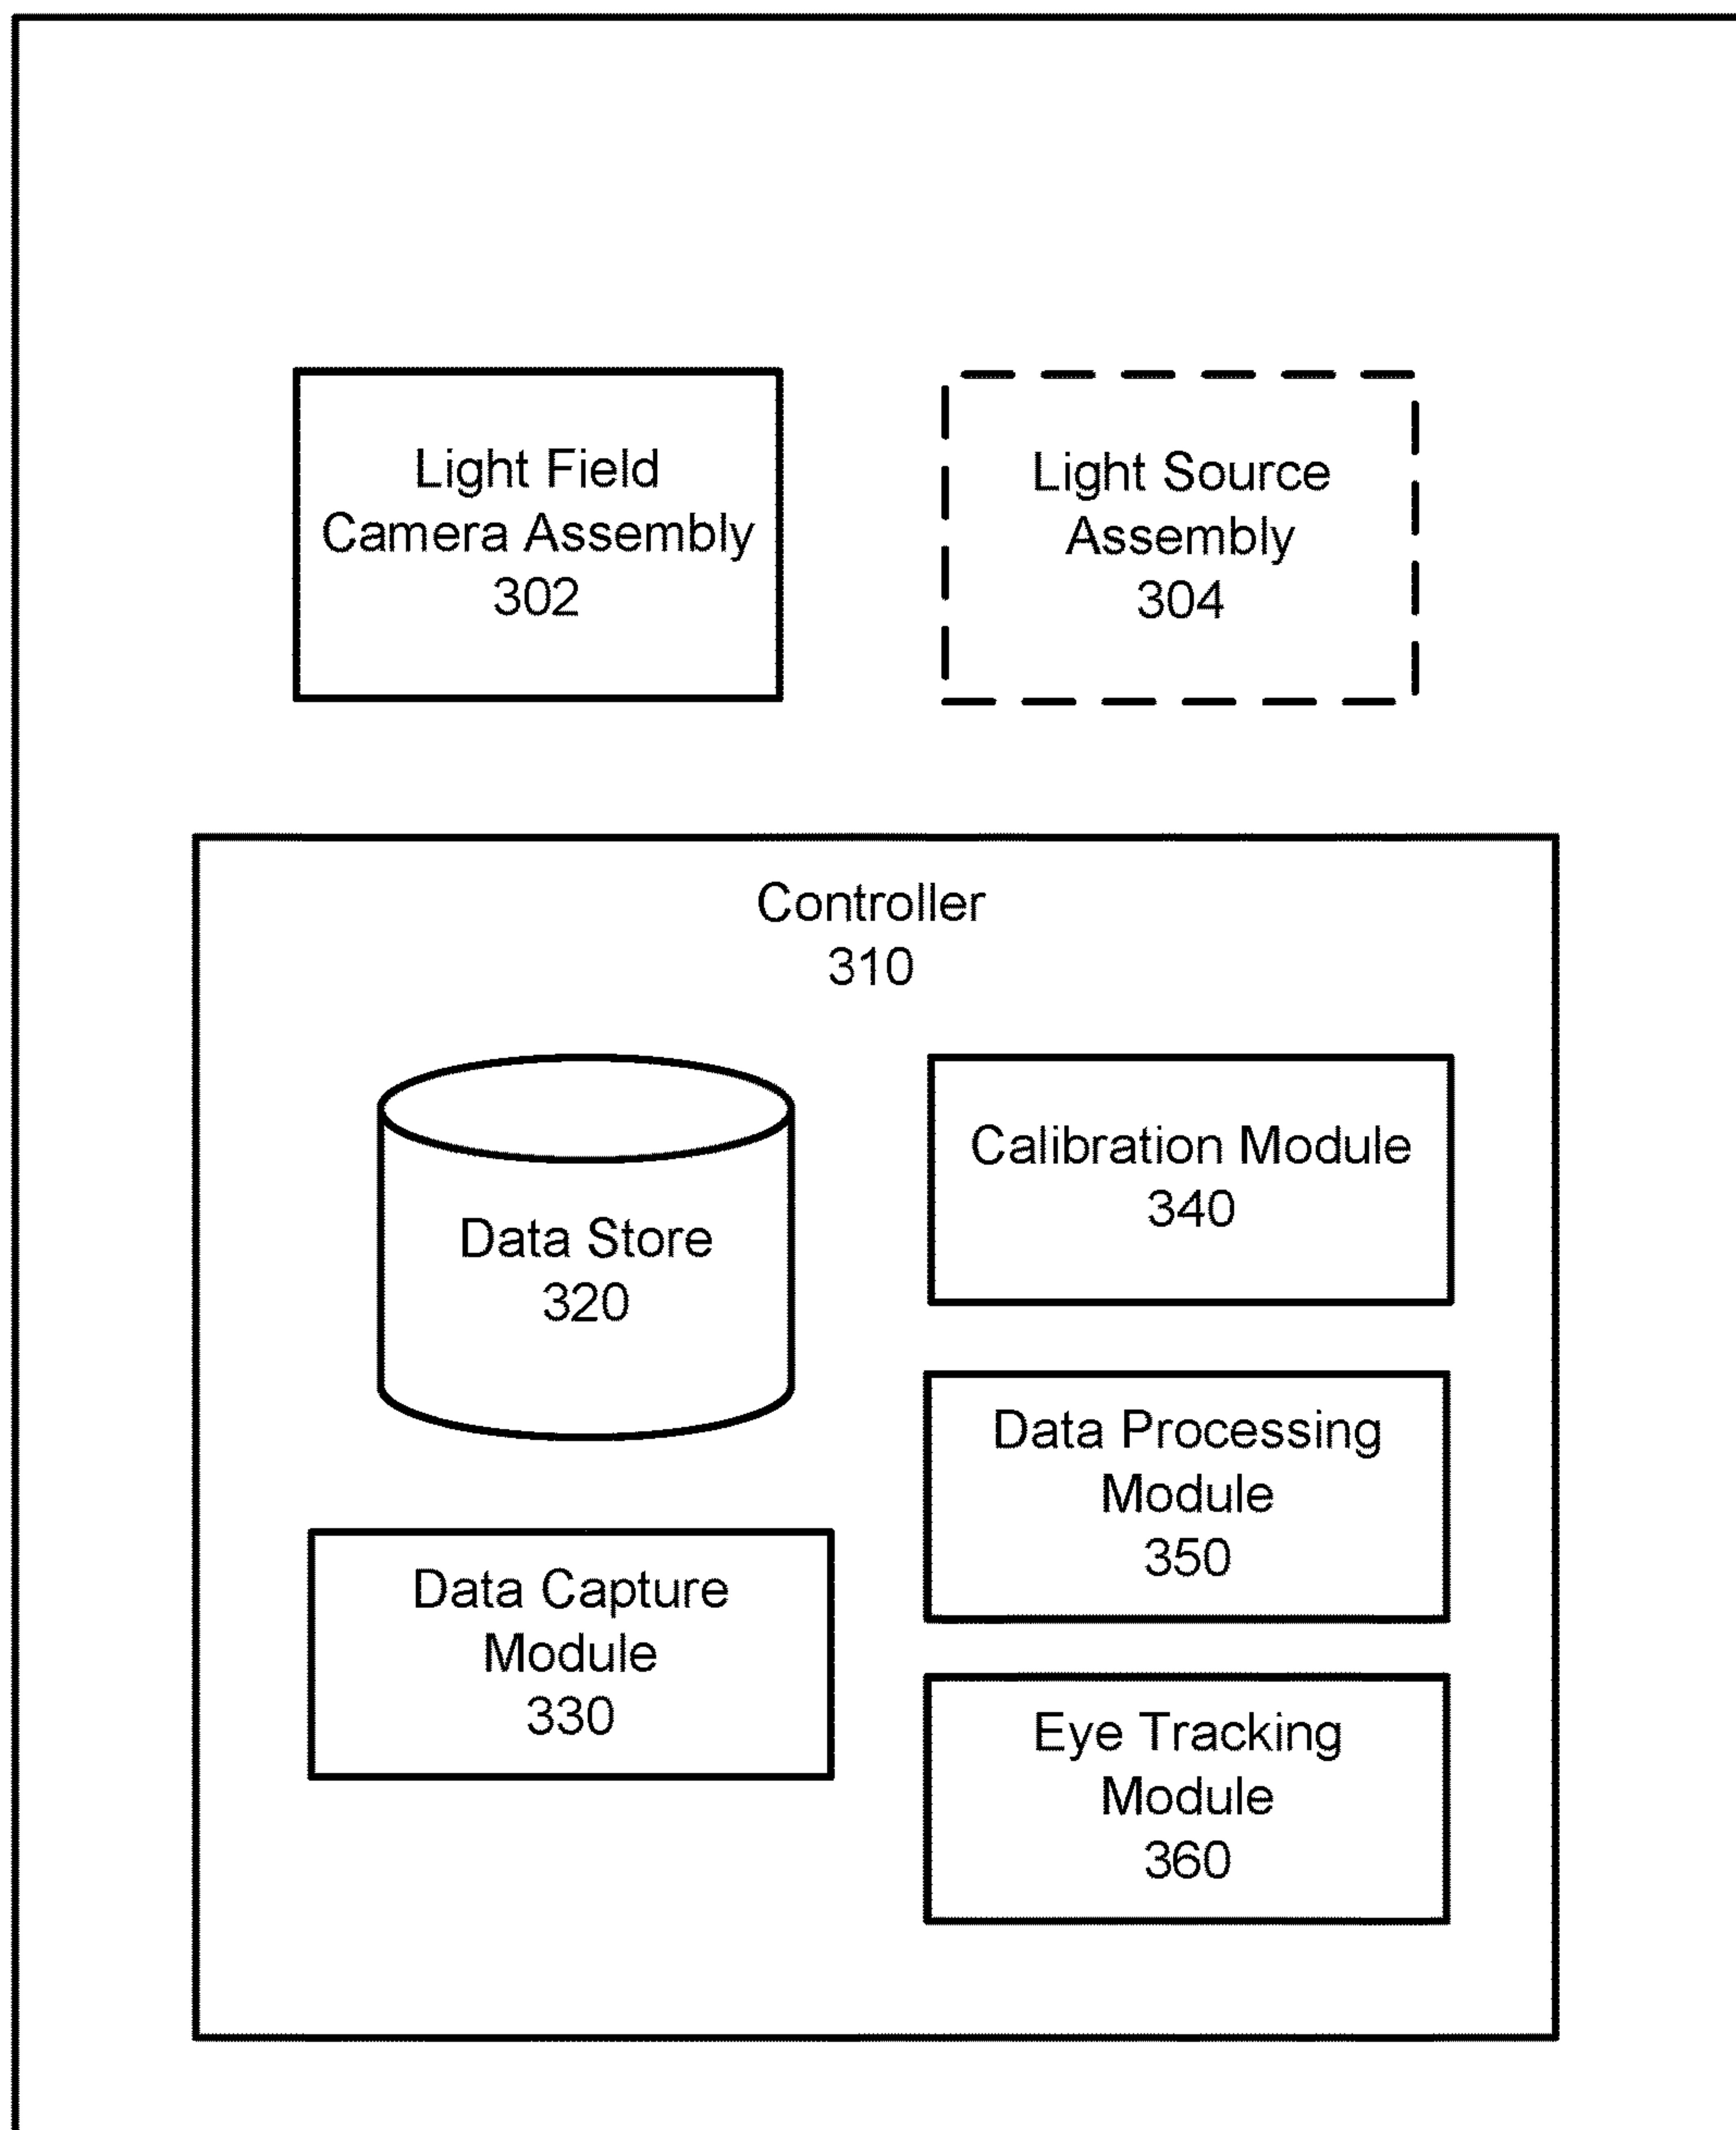 Light Field
Camera Assembly
302
Light Source
Assembly
304
Controller
310
Data Store
320
Calibration Module
340
Data Processing
Module
350
Data Capture
Module
330
Eye Tracking
Module
360